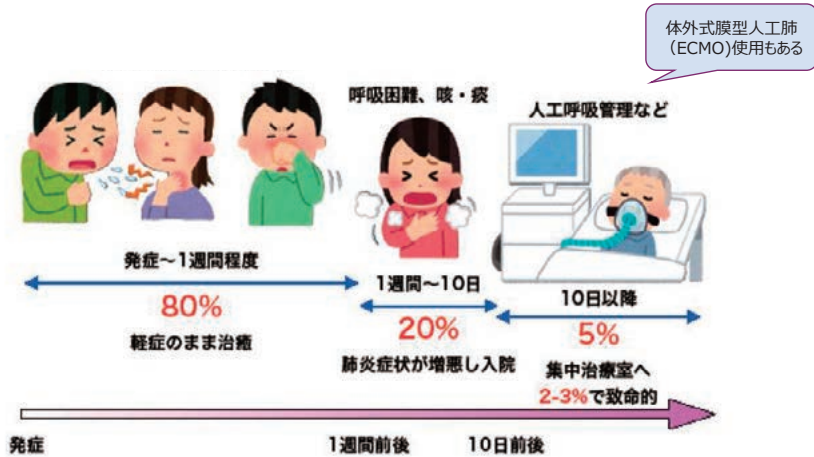 体外式膜型人工肺
（ECMO)使用もある
呼吸困難、咳・痰
人工呼吸管理など
発症〜1週間程度
80%
軽症のまま治癒
1週間〜10日
20%
肺炎症状が増悪し入院
10日以降
5%
集中治療室へ
2-3%で致命的
発症
1週間前後
10日前後